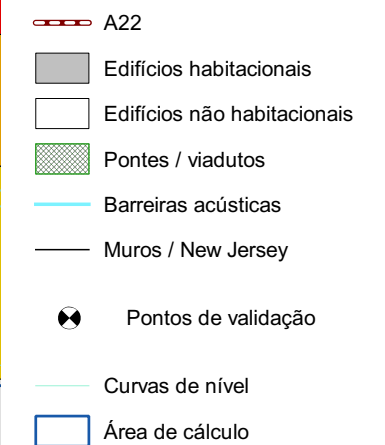 A22
Edifícios habitacionais
Edifícios não habitacionais
Pontes / viadutos
Barreiras acústicas
Muros / New Jersey
Pontos de validação
Curvas de nível
Área de cálculo